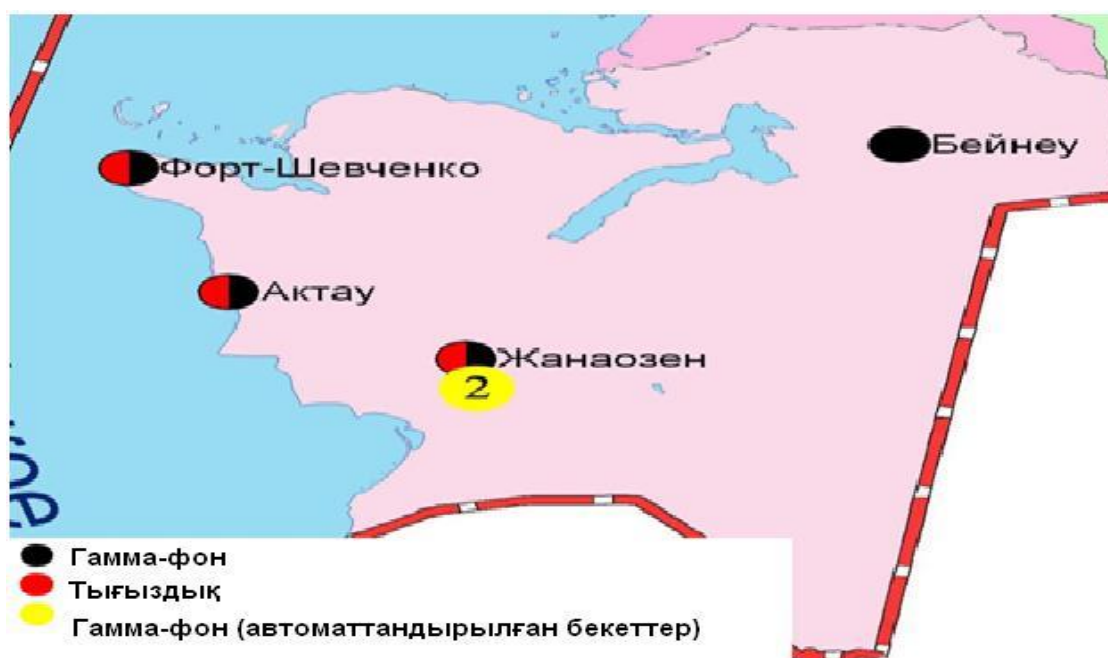 Бейнеу
Форт-Шевченко
Актау
Жанаозен
2
Гамма-фон
Тығыздық
Гамма-фон (автоматтандырылған бекеттер)